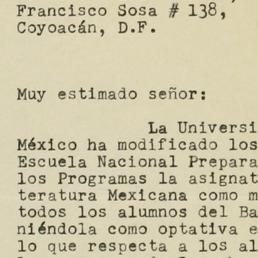 Francisco Sosa # 138,
Coyoacán, D.F.
Muy estimado señor:
La Universi
México ha modificado los
Escuela Nacional Prepara
los Programas la asignat
teratura Mexicana como m
todos los alumnos del Ba
niéndola como optativa e
lo que respecta a los al